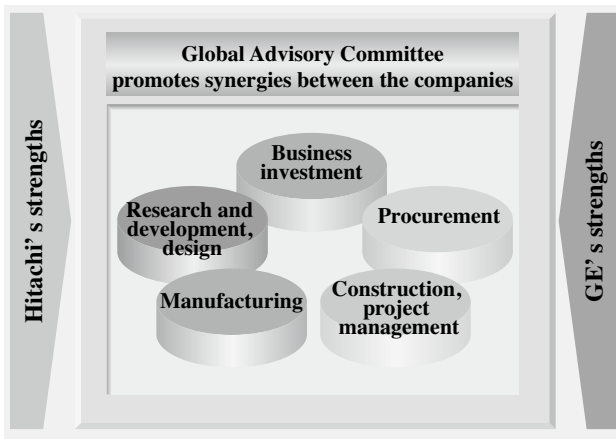 Global Advisory Committee
promotes synergies between the companies
Hitachi’ s strengths
Business
investment
Research and
development,
design
Procurement
Manufacturing
Construction,
project
management
GE’ s strengths